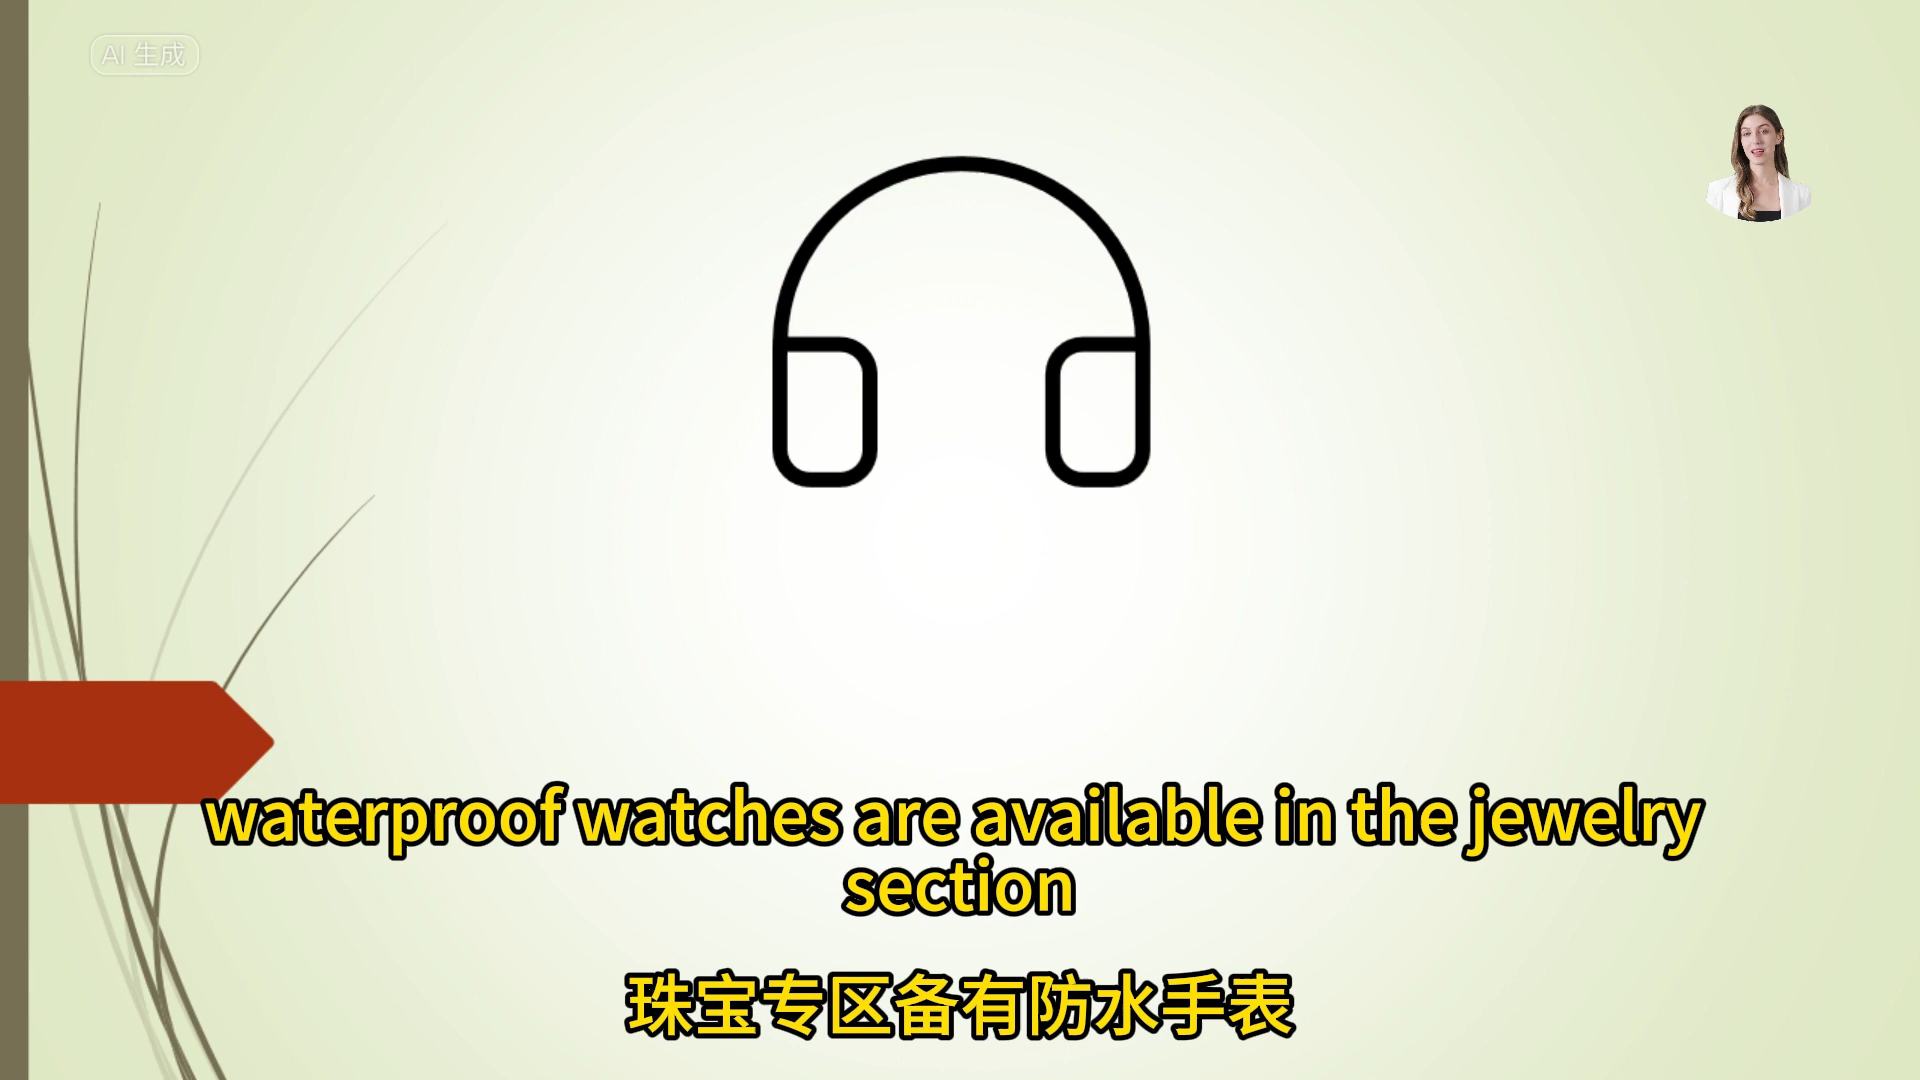 AI 生成
waterproof watches are available in the jewelry
section
珠宝专区备有防水手表